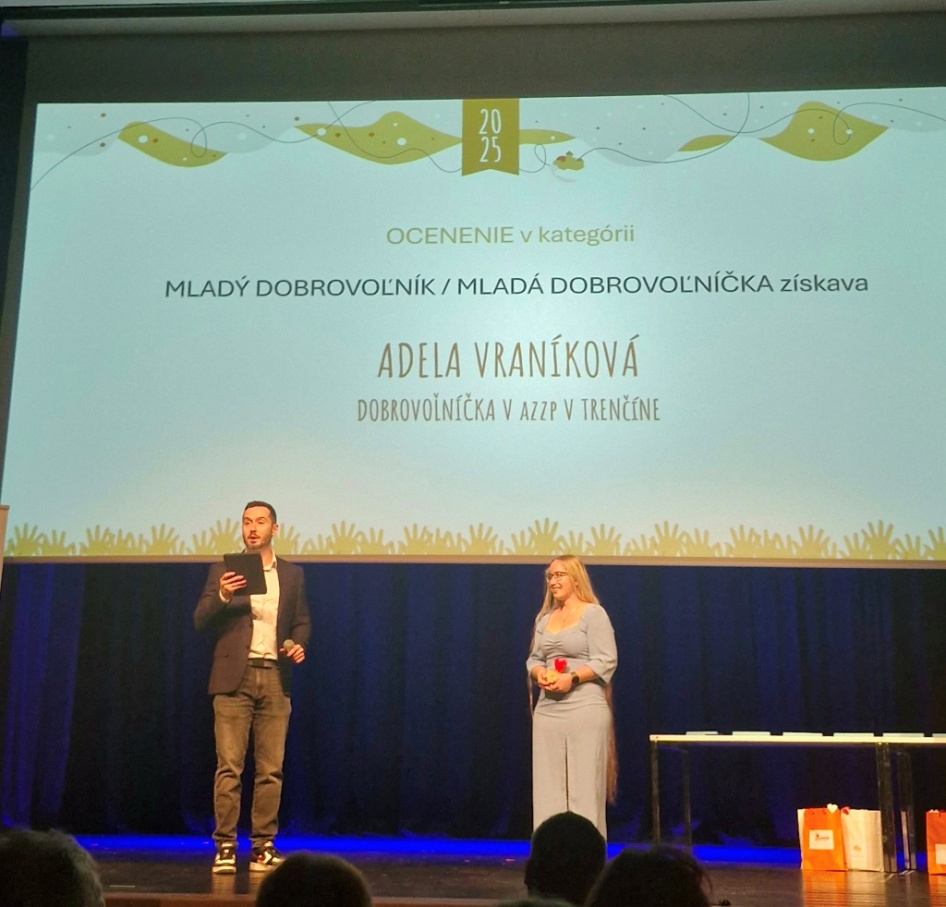 20
25
OCENENIE v kategórii
MLADÝ DOBROVOĽNÍK / MLADÁ DOBROVOĽNÍČKA získava
ADELA VRANÍKOVÁ
DOBROVOĽNÍČKA V AZZP V TRENČÍNE